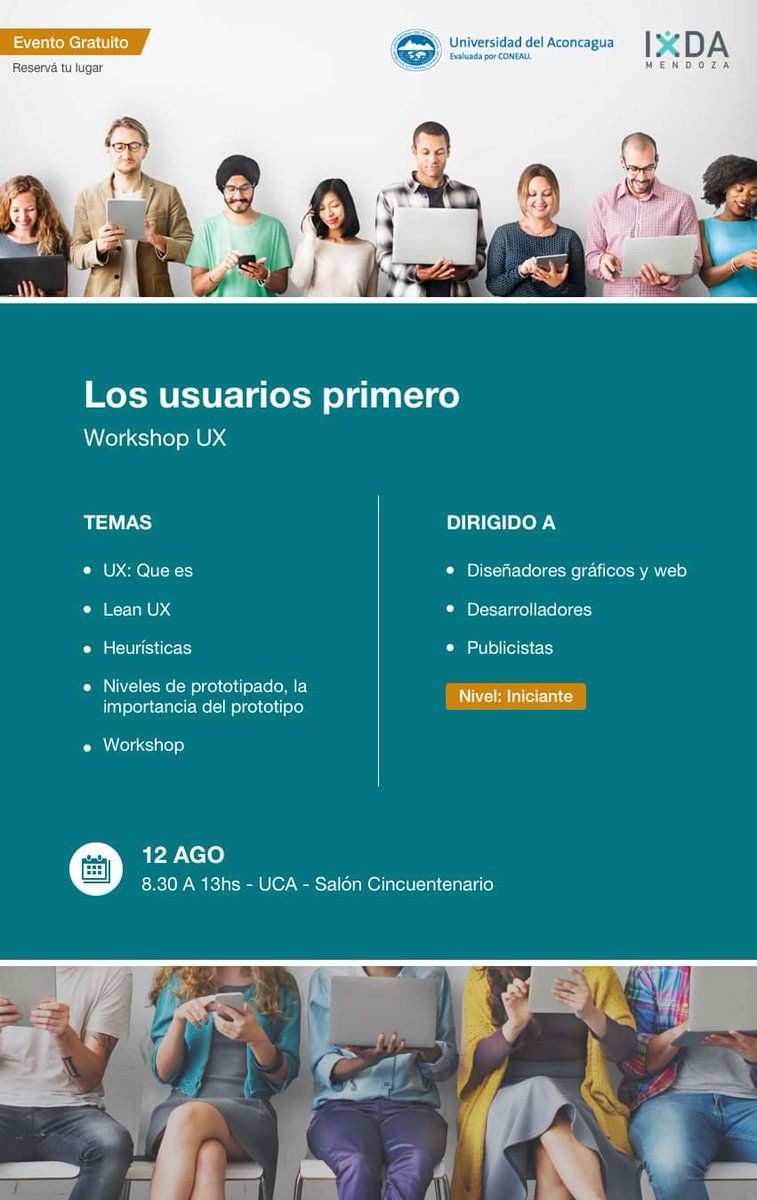 Evento Gratuito
Reservá tu lugar
Universidad del Aconcagua
Evaluada por CONEAU.
IXDA
MENDOZA
Los usuarios primero
Workshop UX
TEMAS
• UX: Que es
• Lean UX
• Heurísticas
• Niveles de prototipado, la
importancia del prototipo
• Workshop
DIRIGIDO A
• Diseñadores gráficos y web
• Desarrolladores
• Publicistas
Nivel: Iniciante
12 AGO
8.30 A 13hs - UCA - Salón Cincuentenario